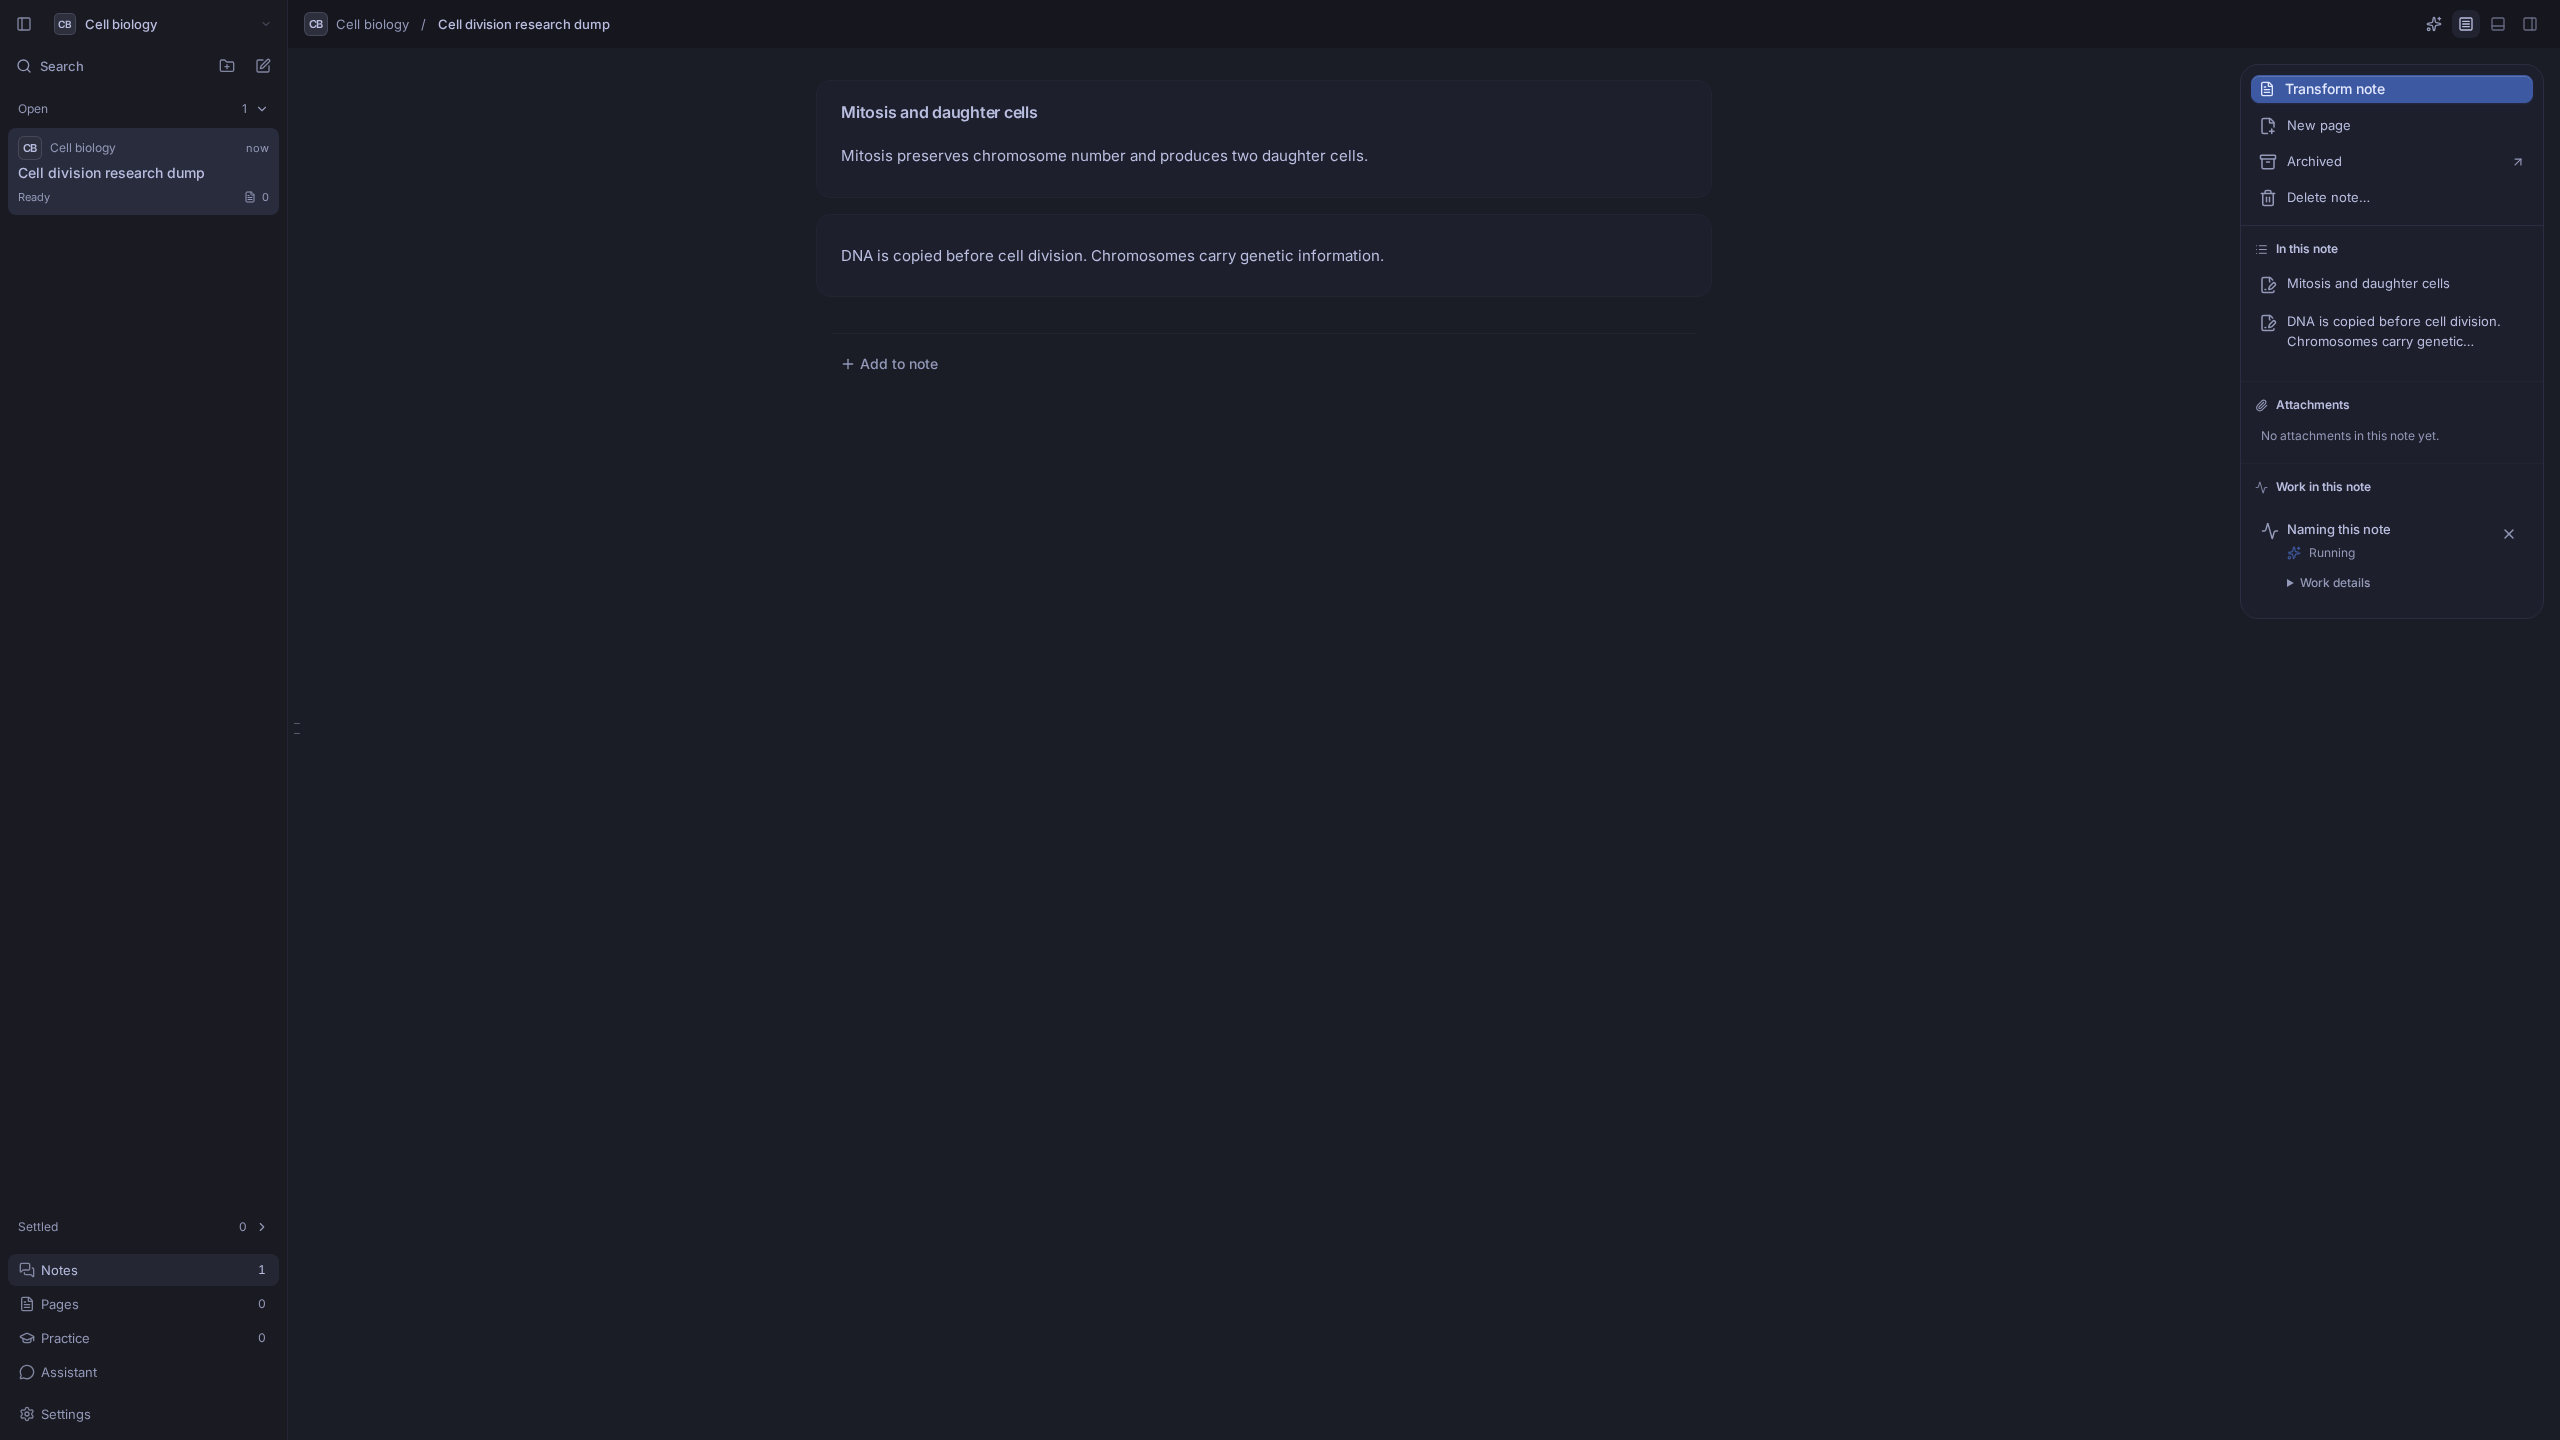 CB Cell biology
Search
Open 1
CB Cell biology now
Cell division research dump
Ready 0
Settled 0
Notes 1
Pages 0
Practice 0
Assistant
Settings
CB Cell biology / Cell division research dump
Mitosis and daughter cells
Mitosis preserves chromosome number and produces two daughter cells.
DNA is copied before cell division. Chromosomes carry genetic information.
Add to note
Transform note
New page
Archived
Delete note...
In this note
Mitosis and daughter cells
DNA is copied before cell division.
Chromosomes carry genetic...
Attachments
No attachments in this note yet.
Work in this note
Naming this note
Running
Work details